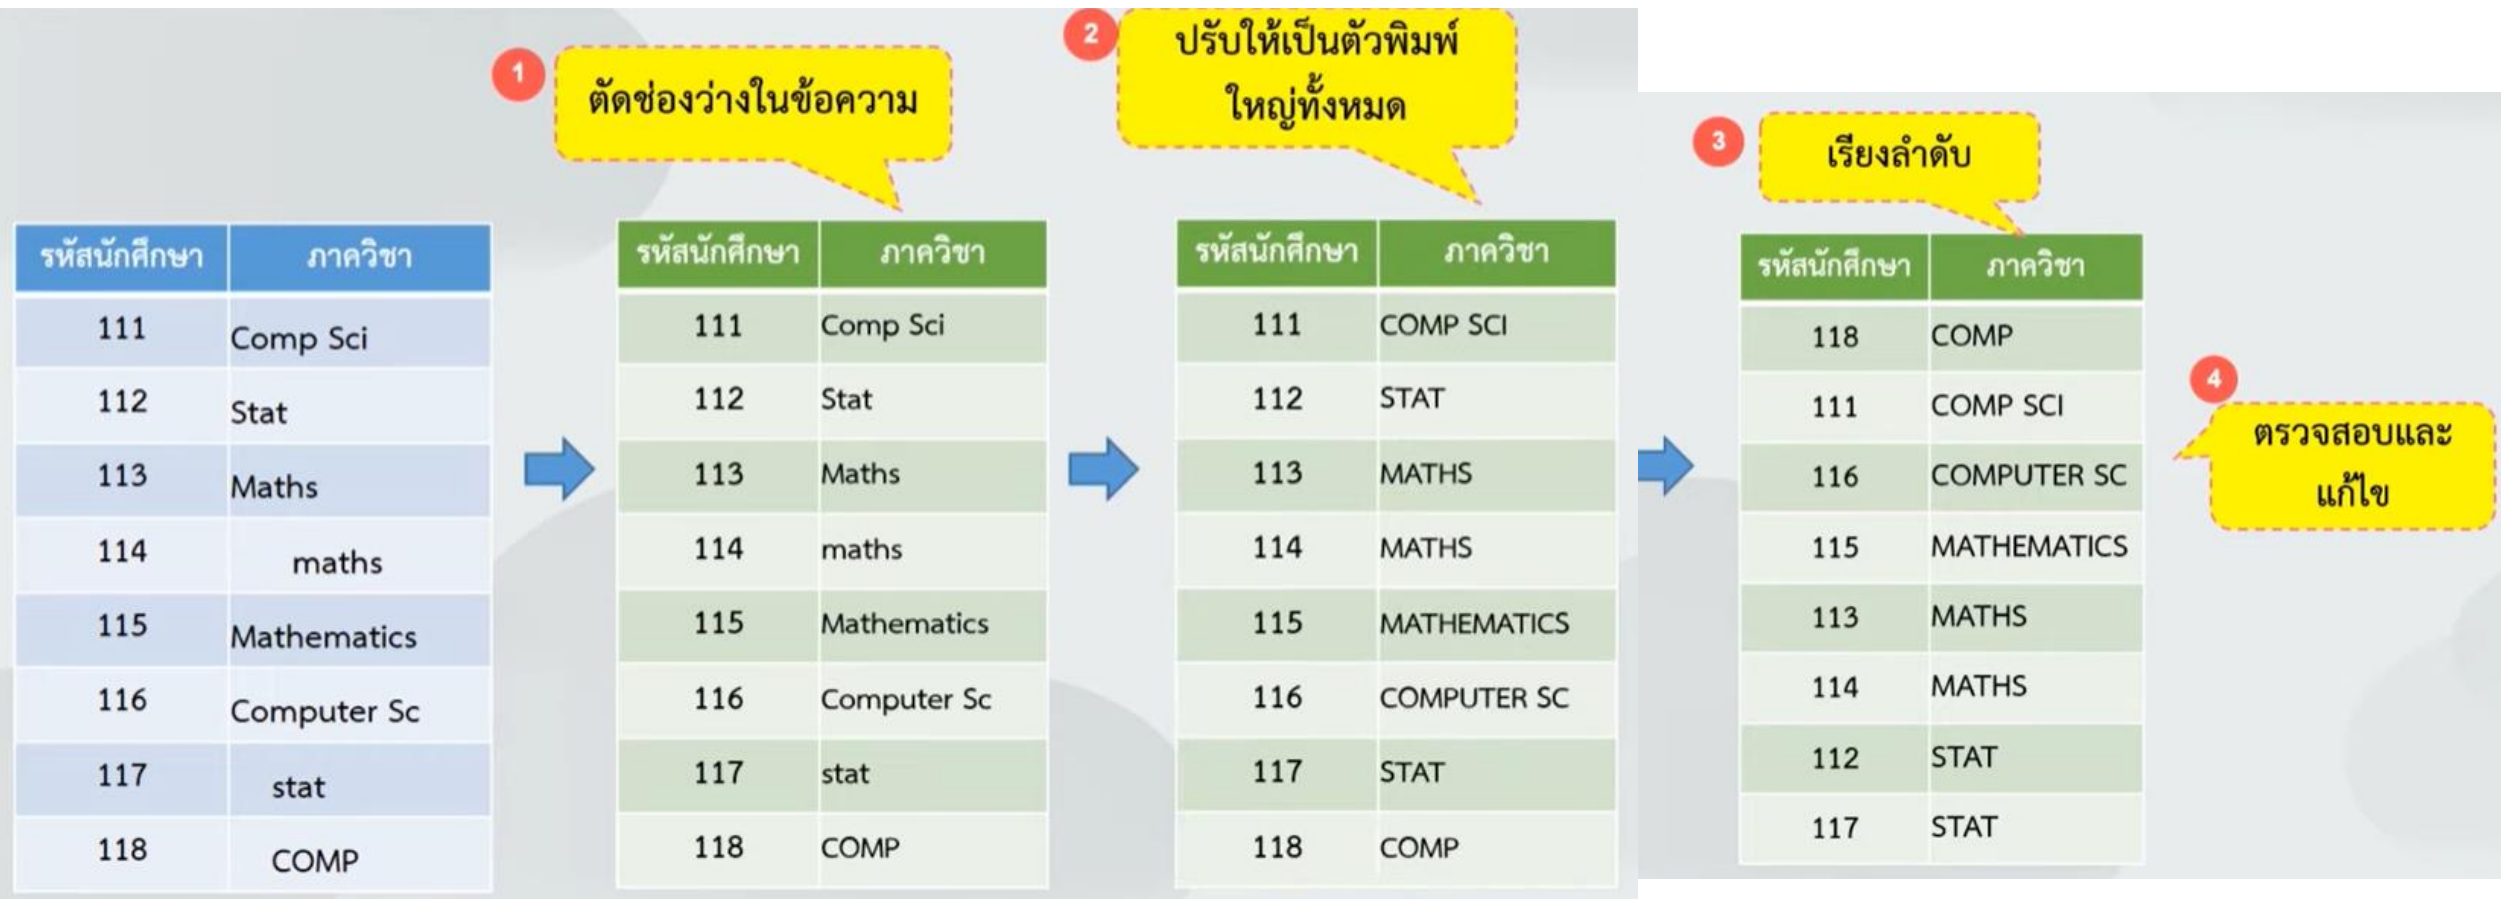 1
ตัดช่องว่างในข้อความ
2
ปรับให้เป็นตัวพิมพ์
ใหญ่ทั้งหมด
3
เรียงลำดับ
4
ตรวจสอบและ
แก้ไข
รหัสนักศึกษา ภาควิชา
111 Comp Sci
112 Stat
113 Maths
114 maths
115 Mathematics
116 Computer Sc
117 stat
118 COMP
รหัสนักศึกษา ภาควิชา
111 Comp Sci
112 Stat
113 Maths
114 maths
115 Mathematics
116 Computer Sc
117 stat
118 COMP
รหัสนักศึกษา ภาควิชา
111 COMP SCI
112 STAT
113 MATHS
114 MATHS
115 MATHEMATICS
116 COMPUTER SC
117 STAT
118 COMP
รหัสนักศึกษา ภาควิชา
118 COMP
111 COMP SCI
116 COMPUTER SC
115 MATHEMATICS
113 MATHS
114 MATHS
112 STAT
117 STAT